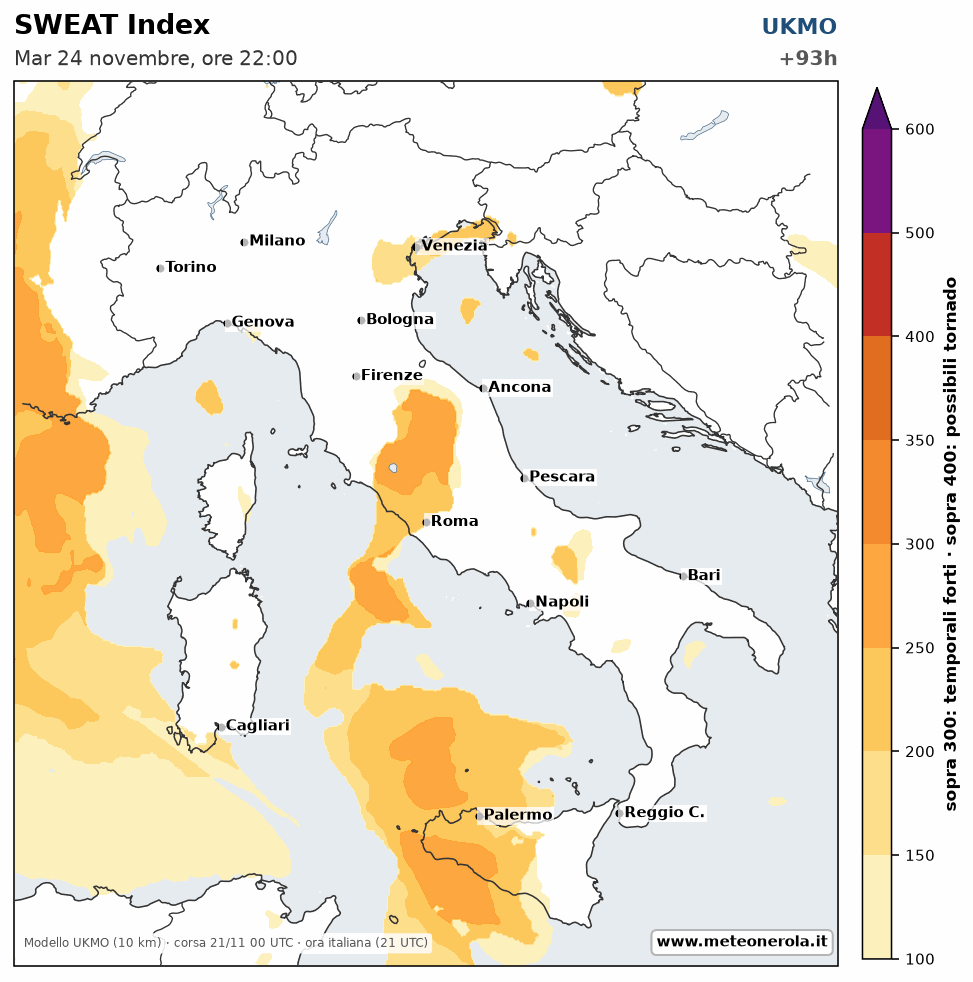 SWEAT Index
UKMO
Mar 24 novembre, ore 22:00
+93h
600
500
400
350
300
250
200
150
100
sopra 300: temporali forti · sopra 400: possibili tornado
Milano
Venezia
Torino
Genova
Bologna
Firenze
Ancona
Pescara
Roma
Bari
Napoli
Cagliari
Palermo
Reggio C.
Modello UKMO (10 km) · corsa 21/11 00 UTC · ora italiana (21 UTC)
www.meteonerola.it